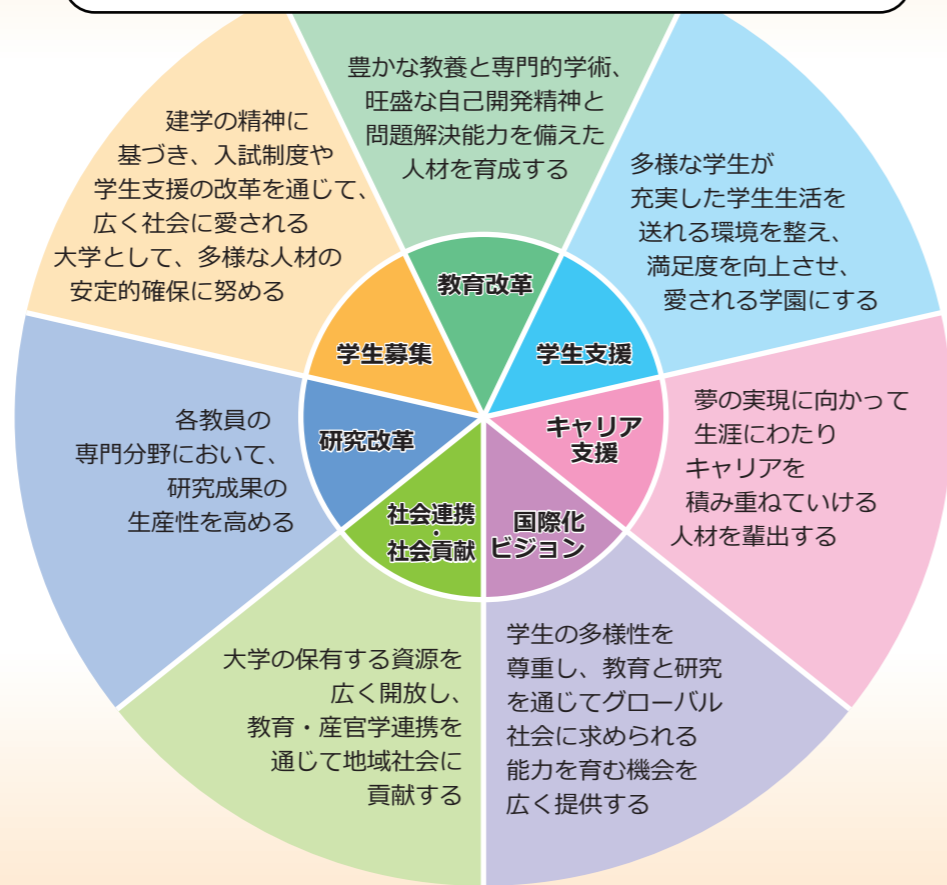 教育改革
豊かな教養と専門的学術、
旺盛な自己開発精神と
問題解決能力を備えた
人材を育成する
学生支援
多様な学生が
充実した学生生活を
送れる環境を整え、
満足度を向上させ、
愛される学園にする
キャリア
支援
夢の実現に向かって
生涯にわたり
キャリアを
積み重ねていける
人材を輩出する
国際化
ビジョン
学生の多様性を
尊重し、教育と研究
を通じてグローバル
社会に求められる
能力を育む機会を
広く提供する
社会連携
・
社会貢献
大学の保有する資源を
広く開放し、
教育・産官学連携を
通じて地域社会に
貢献する
研究改革
各教員の
専門分野において、
研究成果の
生産性を高める
学生募集
建学の精神に
基づき、入試制度や
学生支援の改革を通じて、
広く社会に愛される
大学として、多様な人材の
安定的確保に努める